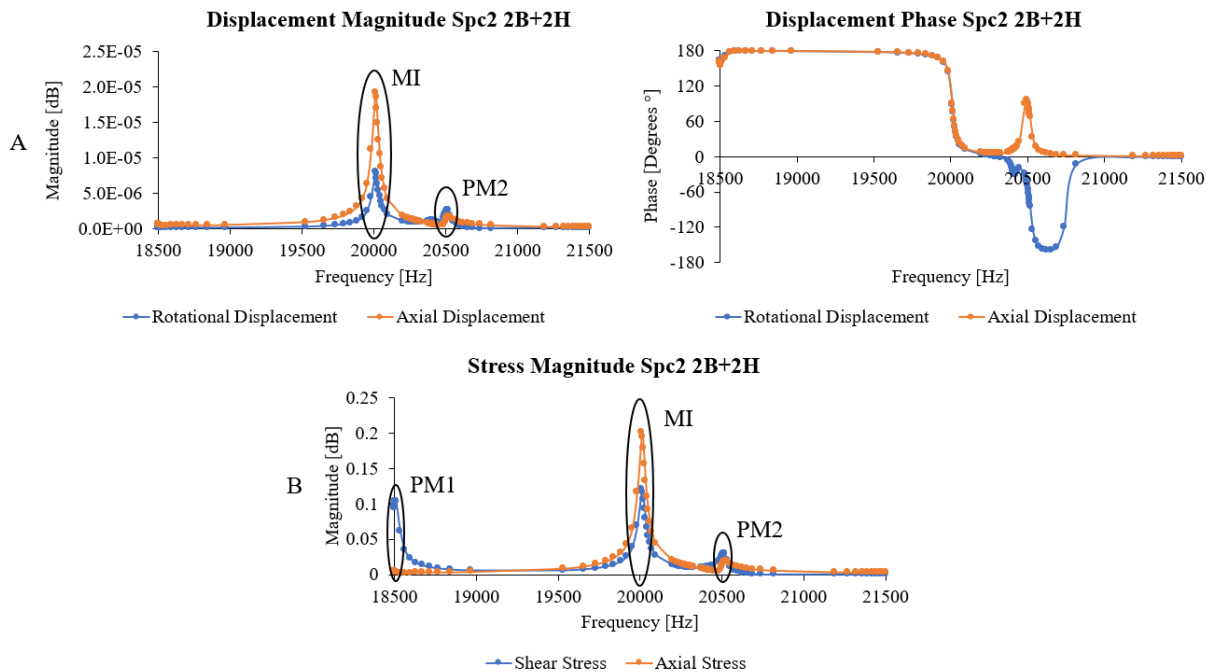 Displacement Magnitude Spc2 2B+2H
2.5E-05
2.0E-05
1.5E-05
1.0E-05
5.0E-06
0.0E+00
Magnitude [dB]
MI
PM2
18500 19000 19500 20000 20500 21000 21500
Frequency [Hz]
Rotational Displacement Axial Displacement
A
Displacement Phase Spc2 2B+2H
180
120
60
0
-60
-120
-180
Phase [Degrees °]
18500 19000 19500 20000 20500 21000 21500
Frequency [Hz]
Rotational Displacement Axial Displacement
Stress Magnitude Spc2 2B+2H
0.25
0.2
0.15
0.1
0.05
0
Magnitude [dB]
PM1
MI
PM2
B
18500 19000 19500 20000 20500 21000 21500
Frequency [Hz]
Shear Stress Axial Stress